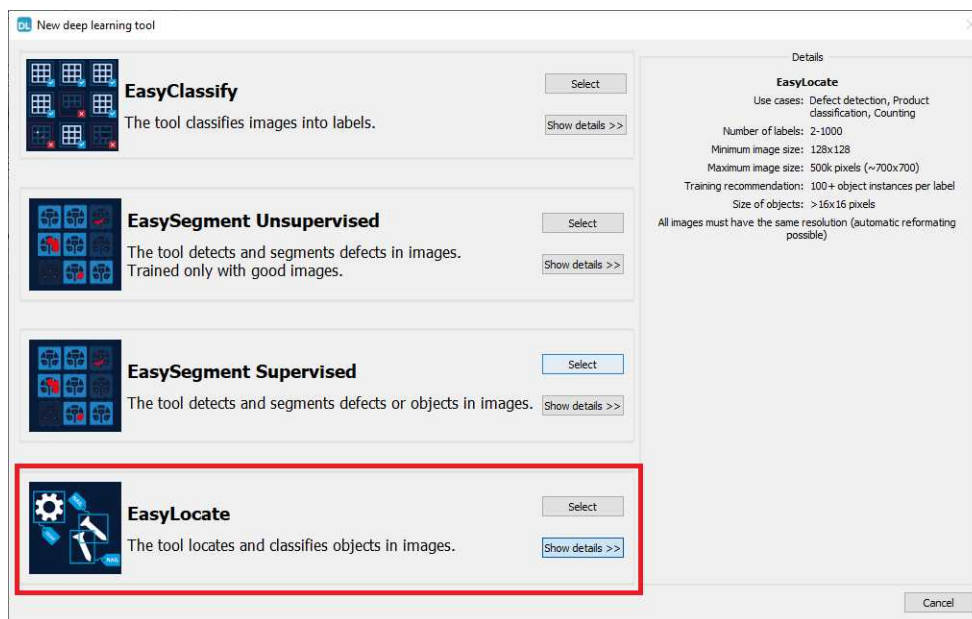 New deep learning tool
EasyClassify
The tool classifies images into labels.
Select
Show details >>
EasySegment Unsupervised
The tool detects and segments defects in images.
Trained only with good images.
Select
Show details >>
EasySegment Supervised
The tool detects and segments defects or objects in images.
Select
Show details >>
EasyLocate
The tool locates and classifies objects in images.
Select
Show details >>
Details
EasyLocate
Use cases: Defect detection, Product
classification, Counting
Number of labels: 2-1000
Minimum image size: 128x128
Maximum image size: 500k pixels (~700x700)
Training recommendation: 100+ object instances per label
Size of objects: >16x16 pixels
All images must have the same resolution (automatic reformating
possible)
Cancel
DL
NAIL
NAIL